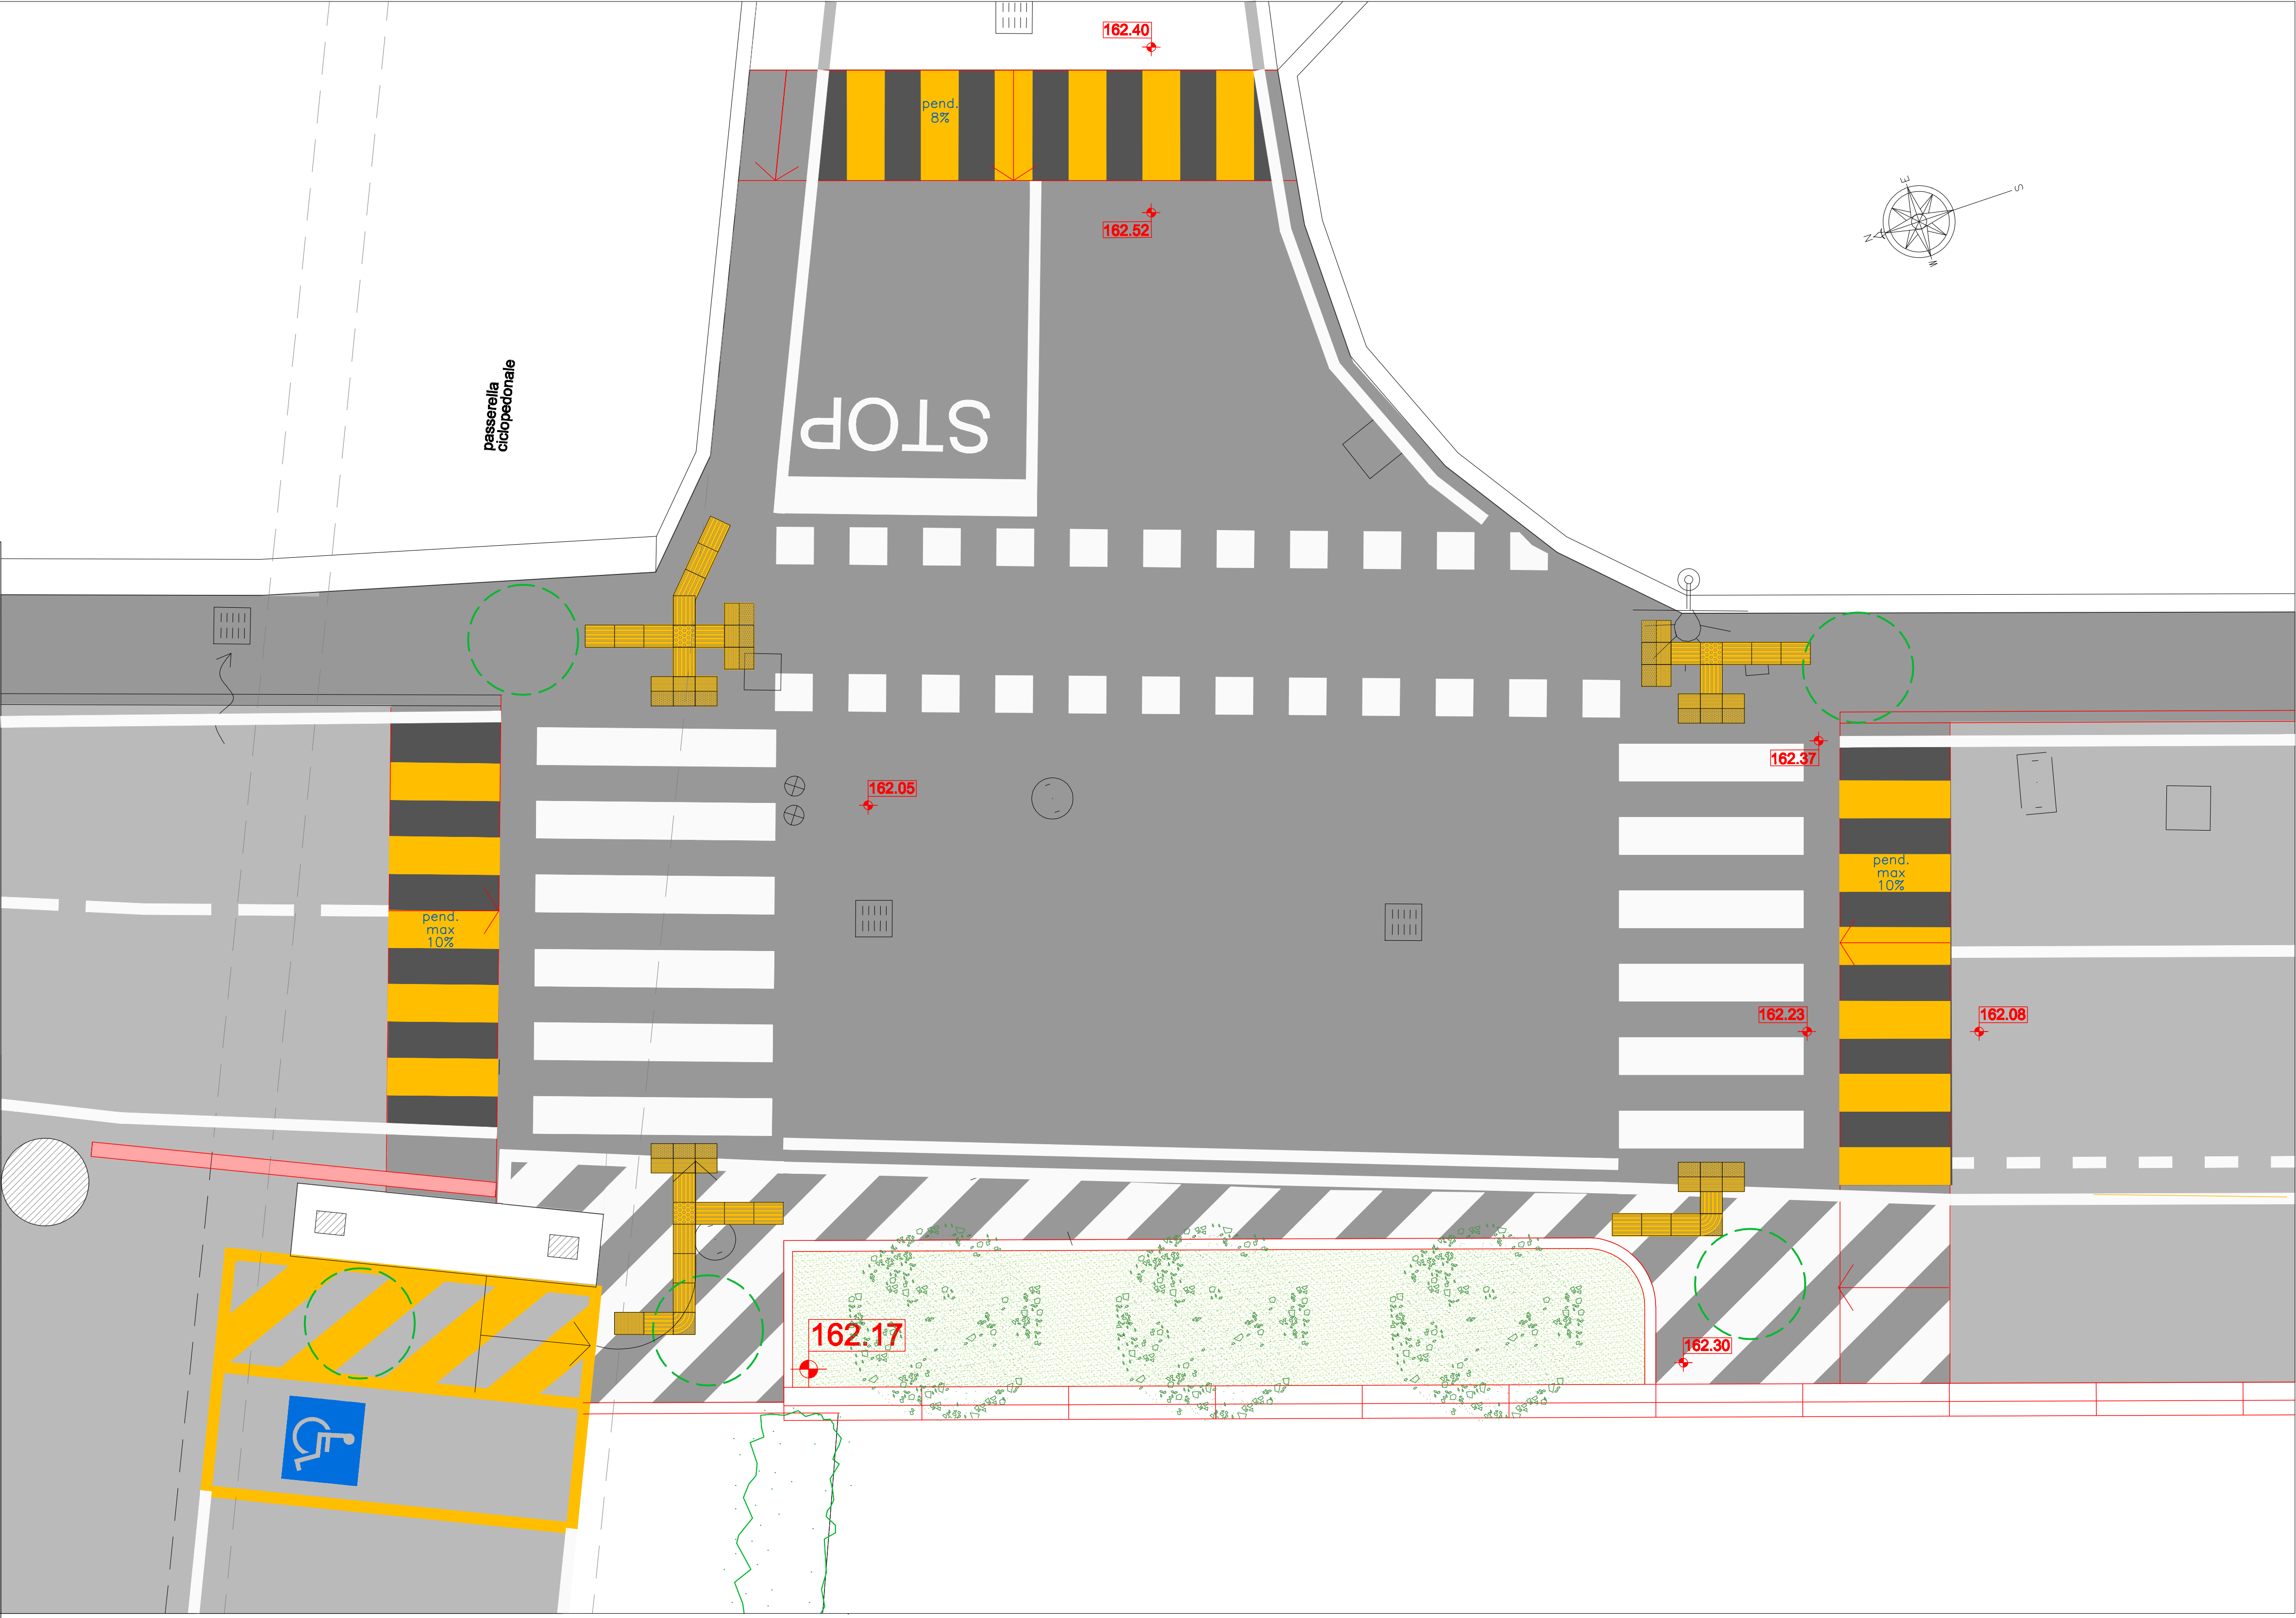 162.40
pend.
8%
162.52
E
S
N
W
passerella
ciclopedonale
STOP
162.37
162.05
pend.
max
10%
pend.
max
10%
162.23
162.08
162.17
162.30